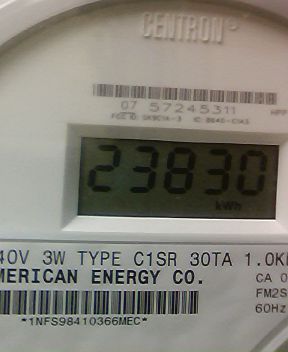 CENTRON®
07 57245311
23830
kWh
40V 3W TYPE C1SR 30TA 1.0K
MERICAN ENERGY CO.
CA 0
FM2S
60Hz
*1NFS98410366MEC*